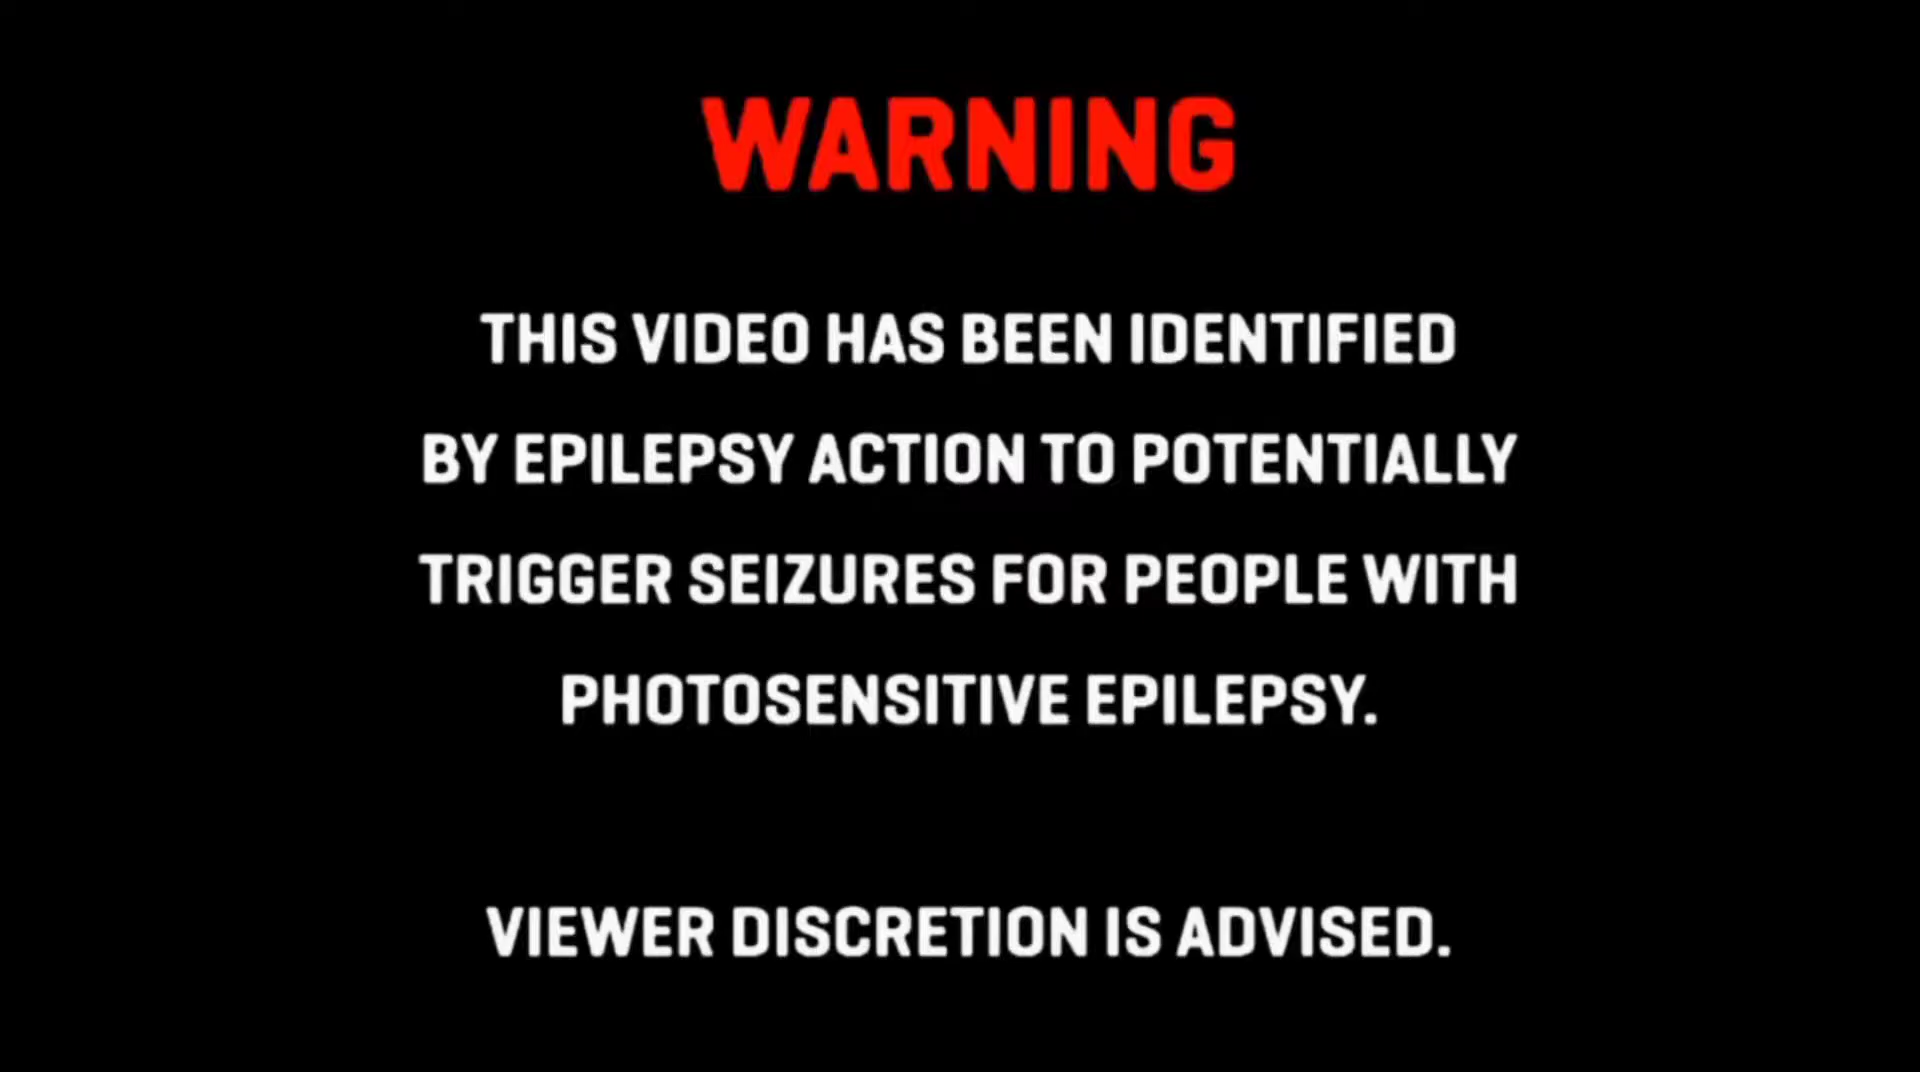 WARNING
THIS VIDEO HAS BEEN IDENTIFIED
BY EPILEPSY ACTION TO POTENTIALLY
TRIGGER SEIZURES FOR PEOPLE WITH
PHOTOSENSITIVE EPILEPSY.
VIEWER DISCRETION IS ADVISED.